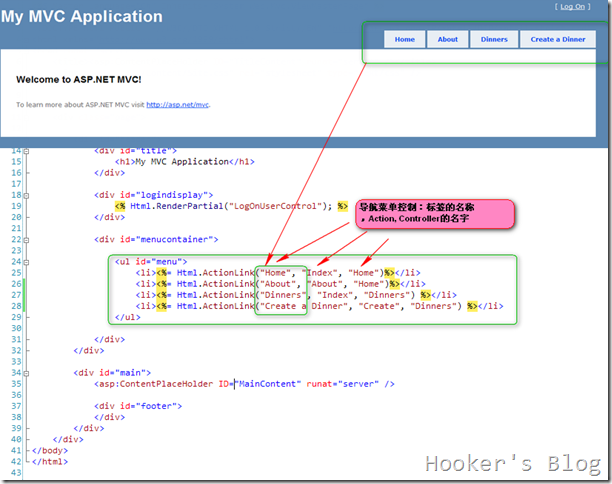 My MVC Application
[ Log On ]
Home About Dinners Create a Dinner
Welcome to ASP.NET MVC!
To learn more about ASP.NET MVC visit http://asp.net/mvc.
14 <div id="title">
15 <h1>My MVC Application</h1>
16 </div>
17
18 <div id="logindisplay">
19 <% Html.RenderPartial("LogOnUserControl"); %>
20 </div>
21
22 <div id="menucontainer">
23
24 <ul id="menu">
25 <li><%= Html.ActionLink("Home", "Index", "Home")%></li>
26 <li><%= Html.ActionLink("About", "About", "Home")%></li>
27 <li><%= Html.ActionLink("Dinners", "Index", "Dinners") %></li>
28 <li><%= Html.ActionLink("Create a Dinner", "Create", "Dinners") %></li>
29 </ul>
30
31 </div>
32 </div>
33
34 <div id="main">
35 <asp:ContentPlaceHolder ID="MainContent" runat="server" />
36
37 <div id="footer">
38 </div>
39 </div>
40 </div>
41 </body>
42 </html>
43
导航菜单控制：标签的名称
，Action, Controller的名字
Hooker's Blog